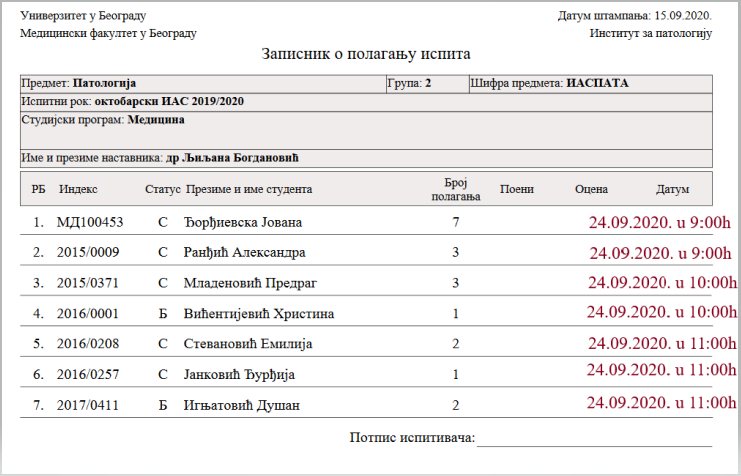 Универзитет у Београду Датум штампања: 15.09.2020.
Медицински факултет у Београду Институт за патологију
Записник о полагању испита
Предмет: Патологија Група: 2 Шифра предмета: ИАСПАТА
Испитни рок: октобарски ИАС 2019/2020
Студијски програм: Медицина
Име и презиме наставника: др Љиљана Богдановић
РБ Индекс Статус Презиме и име студента Број полагања Поени Оцена Датум
1. МД100453 С Ђорђиевска Јована 7 24.09.2020. u 9:00h
2. 2015/0009 С Ранђић Александра 3 24.09.2020. u 9:00h
3. 2015/0371 С Младеновић Предраг 3 24.09.2020. u 10:00h
4. 2016/0001 Б Вићентијевић Христина 1 24.09.2020. u 10:00h
5. 2016/0208 С Стевановић Емилија 2 24.09.2020. u 11:00h
6. 2016/0257 С Јанковић Ђурђија 1 24.09.2020. u 11:00h
7. 2017/0411 Б Игњатовић Душан 2 24.09.2020. u 11:00h
Потпис испитивача: